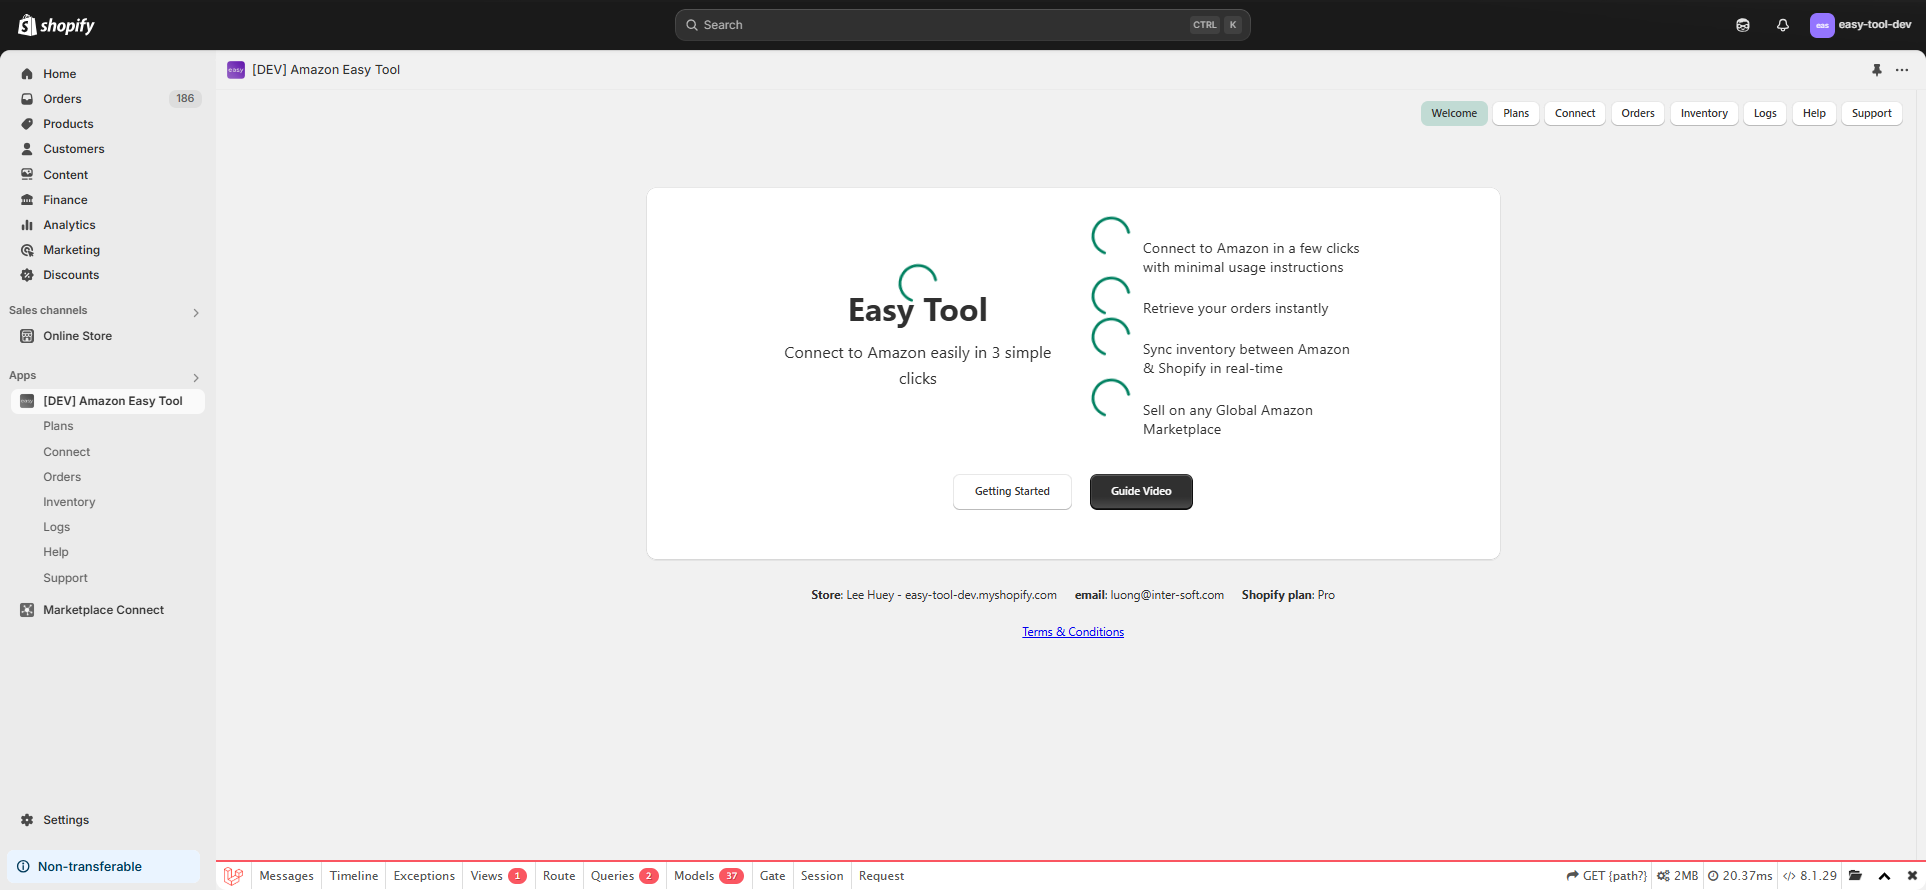 shopify
Search
CTRL K
easy-tool-dev
Home
Orders 186
Products
Customers
Content
Finance
Analytics
Marketing
Discounts
Sales channels
Online Store
Apps
[DEV] Amazon Easy Tool
Plans
Connect
Orders
Inventory
Logs
Help
Support
Marketplace Connect
Settings
Non-transferable
[DEV] Amazon Easy Tool
Welcome Plans Connect Orders Inventory Logs Help Support
Easy Tool
Connect to Amazon easily in 3 simple
clicks
Connect to Amazon in a few clicks
with minimal usage instructions
Retrieve your orders instantly
Sync inventory between Amazon
& Shopify in real-time
Sell on any Global Amazon
Marketplace
Getting Started Guide Video
Store: Lee Huey - easy-tool-dev.myshopify.com email: luong@inter-soft.com Shopify plan: Pro
Terms & Conditions
Messages Timeline Exceptions Views 1 Route Queries 2 Models 37 Gate Session Request GET {path?} 2MB 20.37ms </> 8.1.29